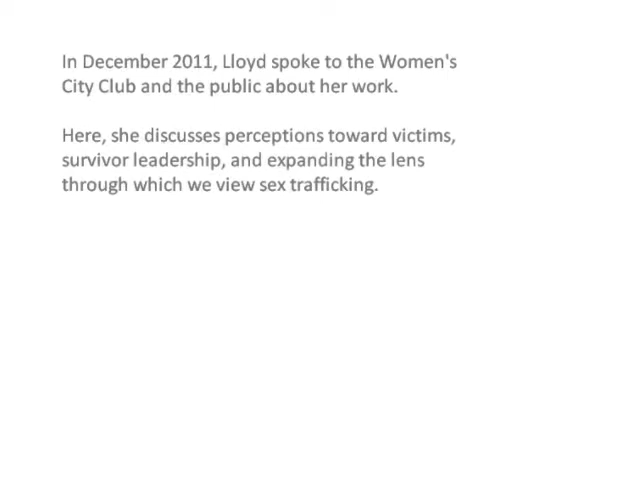 In December 2011, Lloyd spoke to the Women's
City Club and the public about her work.
Here, she discusses perceptions toward victims,
survivor leadership, and expanding the lens
through which we view sex trafficking.